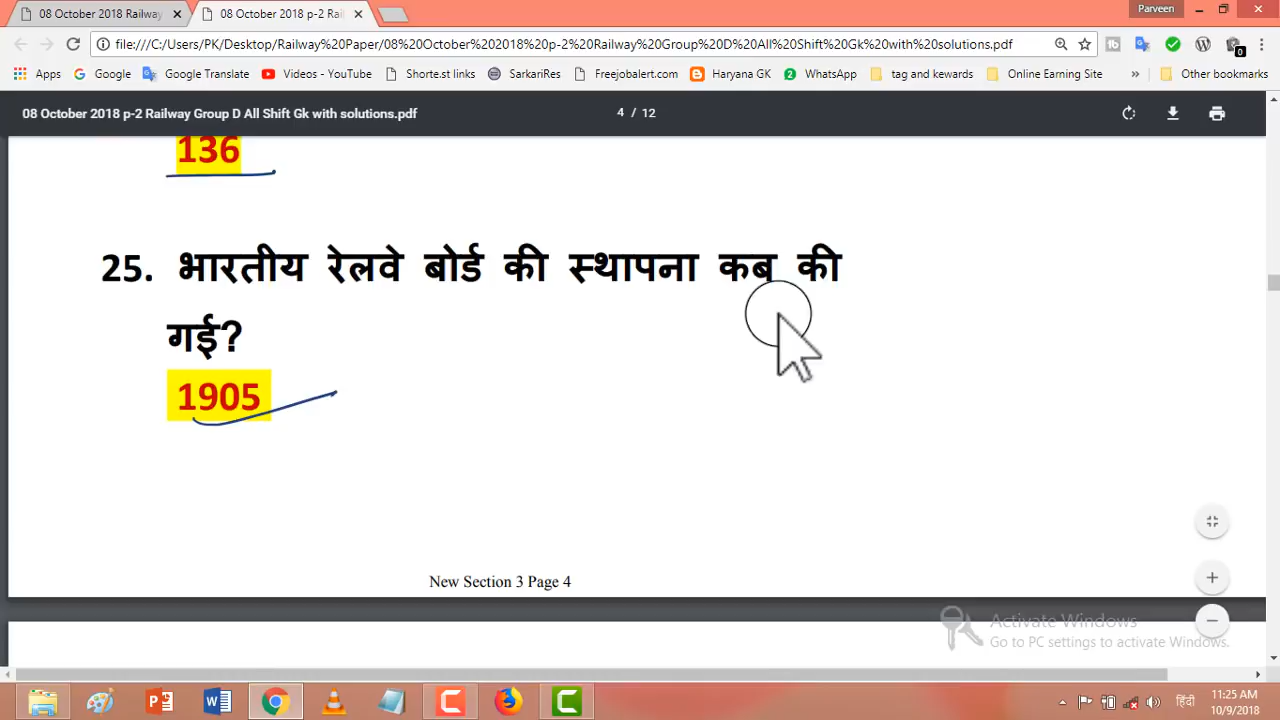 08 October 2018 Railway
08 October 2018 p-2 Rail
Parveen
file:///C:/Users/PK/Desktop/Railway%20Paper/08%20October%202018%20p-2%20Railway%20Group%20D%20All%20Shift%20Gk%20with%20solutions.pdf
Apps
Google
Google Translate
Videos - YouTube
Shorte.st links
SarkariRes
Freejobalert.com
Haryana GK
WhatsApp
tag and kewards
Online Earning Site
»
Other bookmarks
08 October 2018 p-2 Railway Group D All Shift Gk with solutions.pdf
4 / 12
136
25. भारतीय रेलवे बोर्ड की स्थापना कब की
गई?
1905
New Section 3 Page 4
Activate Windows
Go to PC settings to activate Windows.
हिंदी
11:25 AM
10/9/2018